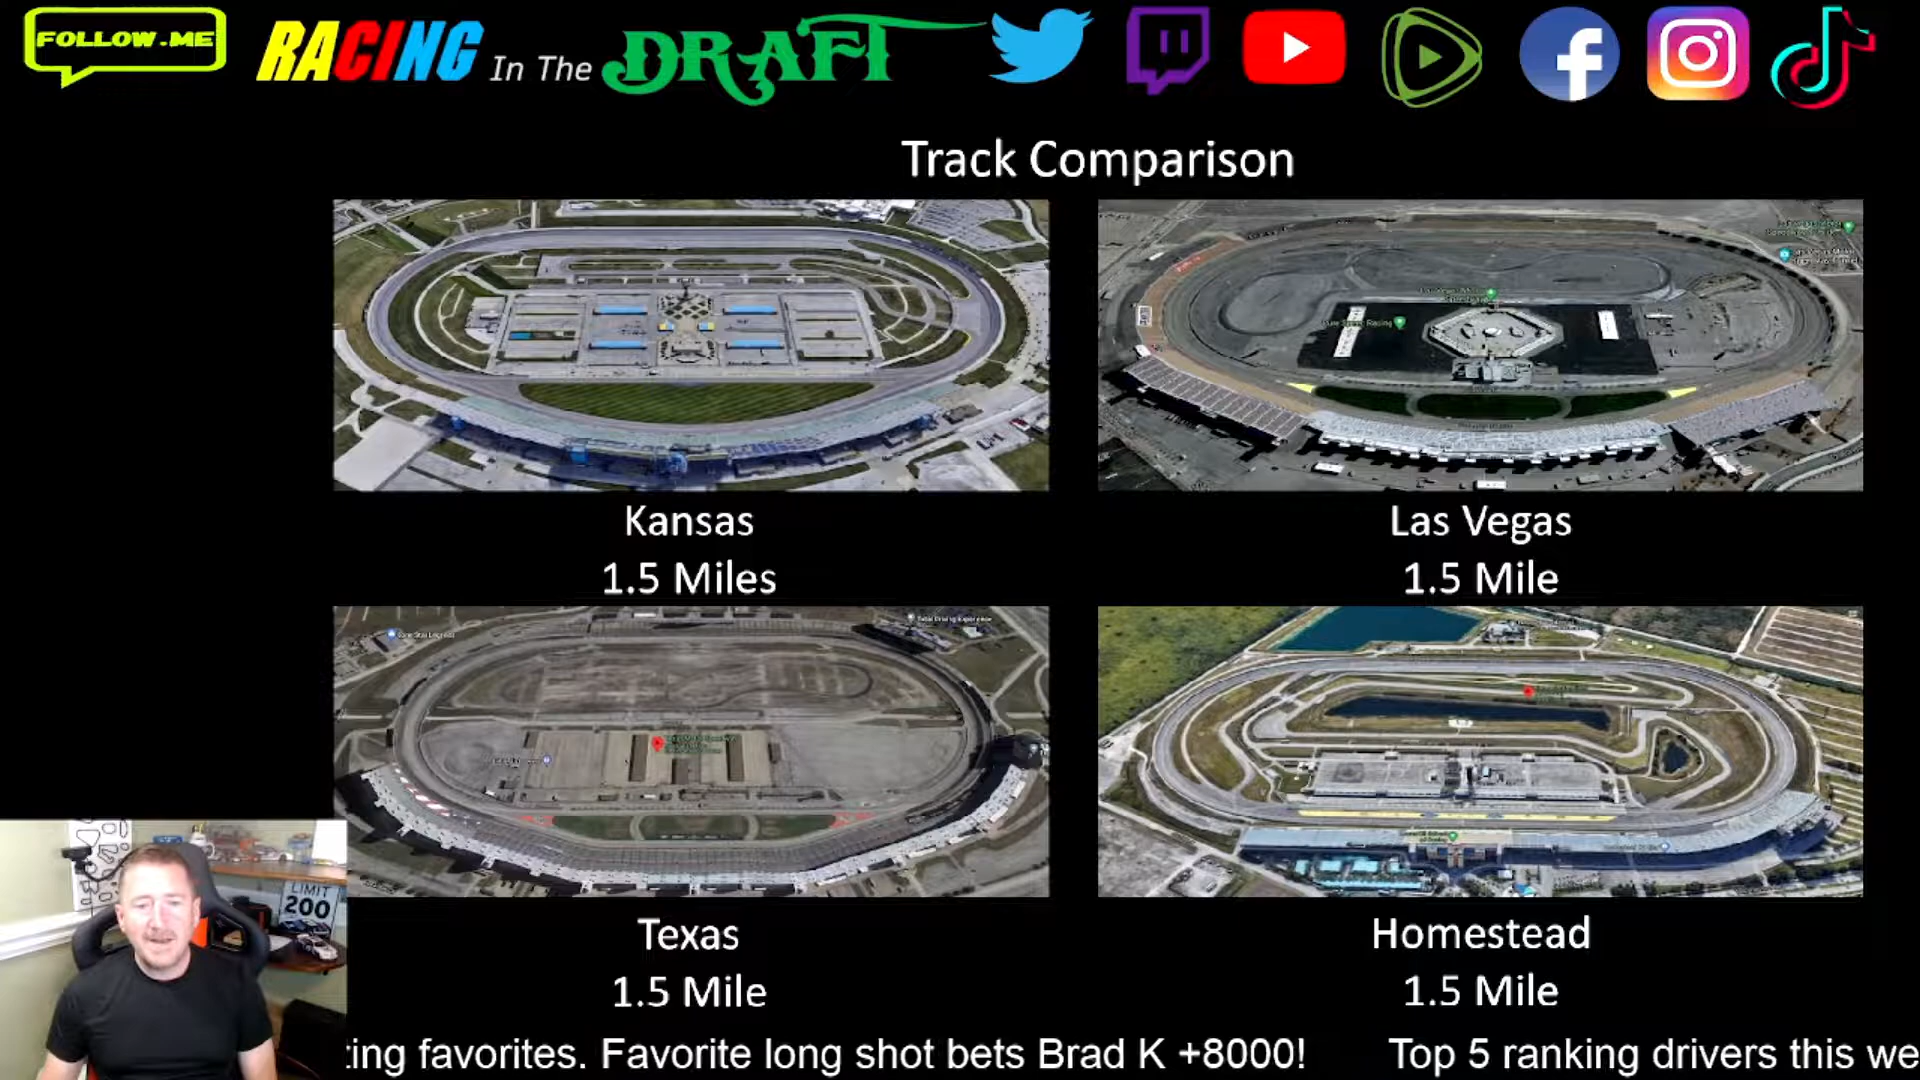 FOLLOW.ME
RACING In The DRAFT
Track Comparison
Kansas
1.5 Miles
Las Vegas
1.5 Mile
Texas
1.5 Mile
Homestead
1.5 Mile
LIMIT
200
ing favorites. Favorite long shot bets Brad K +8000!
Top 5 ranking drivers this we